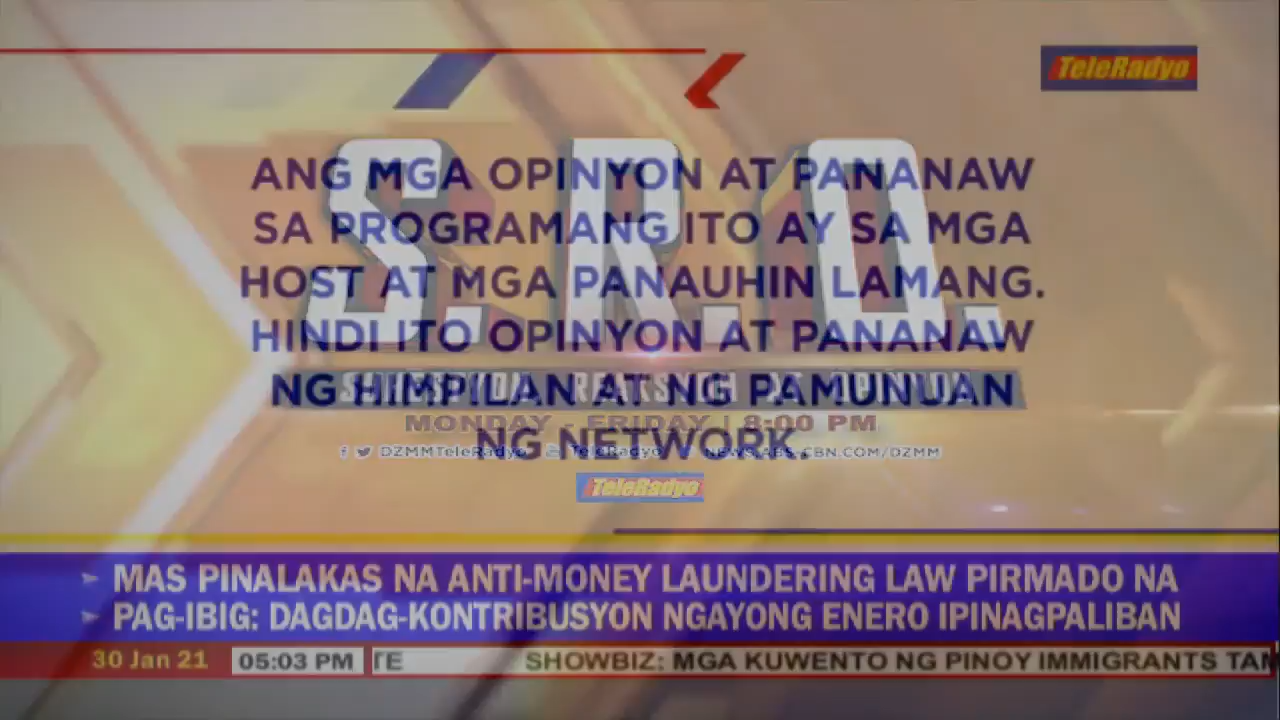 TeleRadyo
S.R.O.
ANG MGA OPINYON AT PANANAW
SA PROGRAMANG ITO AY SA MGA
HOST AT MGA PANAUHIN LAMANG.
HINDI ITO OPINYON AT PANANAW
NG HIMPILAN AT NG PAMUNUAN
NG NETWORK.
MONDAY - FRIDAY | 8:00 PM
DZMMTeleRadyo TeleRadyo NEWS.ABS-CBN.COM/DZMM
TeleRadyo
MAS PINALAKAS NA ANTI-MONEY LAUNDERING LAW PIRMADO NA
PAG-IBIG: DAGDAG-KONTRIBUSYON NGAYONG ENERO IPINAGPALIBAN
30 Jan 21 05:03 PM TE SHOWBIZ: MGA KUWENTO NG PINOY IMMIGRANTS TAM